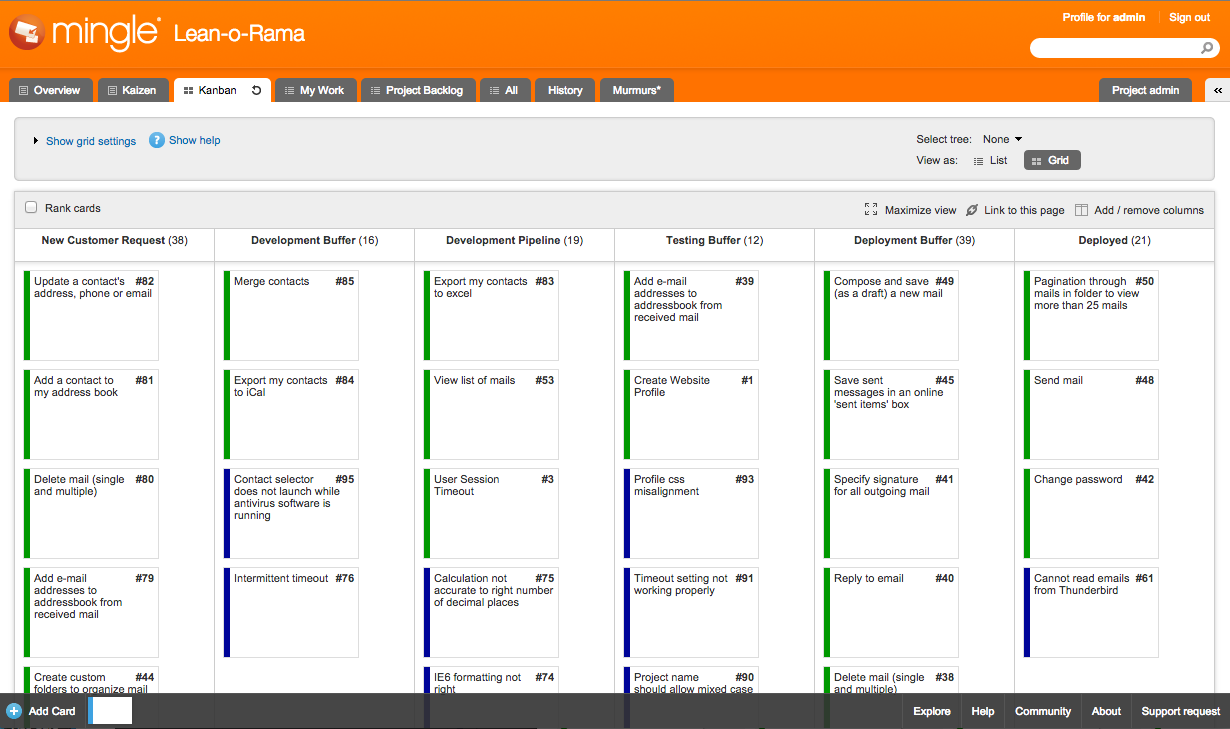 mingle Lean-o-Rama
Profile for admin
Sign out
Overview
Kaizen
Kanban
My Work
Project Backlog
All
History
Murmurs*
Project admin
«
Show grid settings
? Show help
Select tree: None
View as: List Grid
Rank cards
Maximize view
Link to this page
Add / remove columns
New Customer Request (38)
Development Buffer (16)
Development Pipeline (19)
Testing Buffer (12)
Deployment Buffer (39)
Deployed (21)
Update a contact's #82
address, phone or email
Merge contacts #85
Export my contacts #83
to excel
Add e-mail #39
addresses to
addressbook from
received mail
Compose and save #49
(as a draft) a new mail
Pagination through #50
mails in folder to view
more than 25 mails
Add a contact to #81
my address book
Export my contacts #84
to iCal
View list of mails #53
Create Website #1
Profile
Save sent #45
messages in an online
'sent items' box
Send mail #48
Delete mail (single #80
and multiple)
Contact selector #95
does not launch while
antivirus software is
running
User Session #3
Timeout
Profile css #93
misalignment
Specify signature #41
for all outgoing mail
Change password #42
Add e-mail #79
addresses to
addressbook from
received mail
Intermittent timeout #76
Calculation not #75
accurate to right number
of decimal places
Timeout setting not #91
working properly
Reply to email #40
Cannot read emails #61
from Thunderbird
Create custom #44
folders to organize mail
IE6 formatting not #74
right
Project name #90
should allow mixed case
Delete mail (single #38
and multiple)
Add Card
Explore
Help
Community
About
Support request